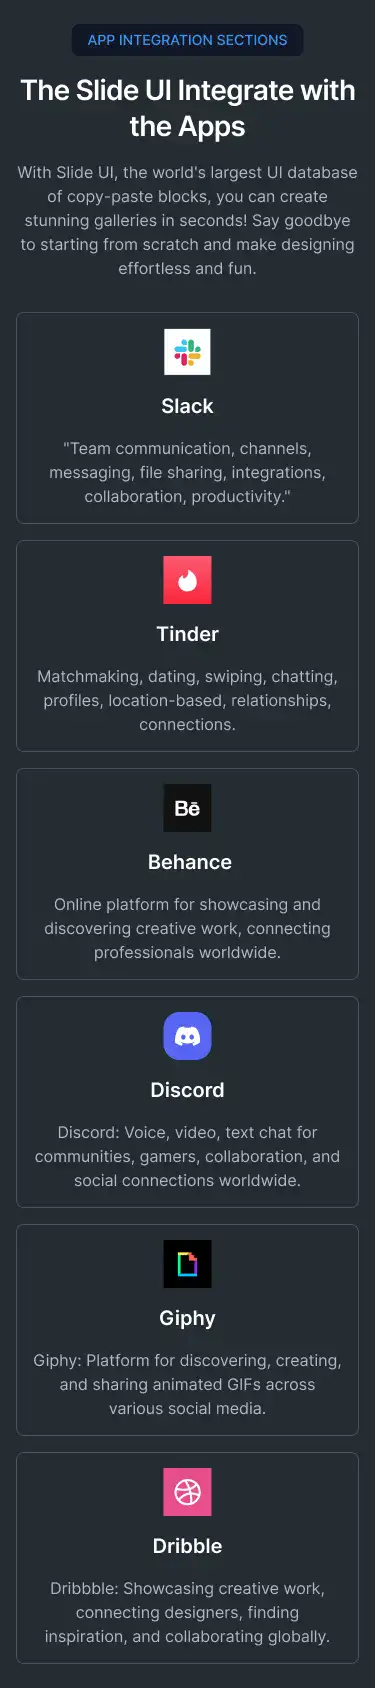 APP INTEGRATION SECTIONS
The Slide UI Integrate with
the Apps
With Slide UI, the world's largest UI database
of copy-paste blocks, you can create
stunning galleries in seconds! Say goodbye
to starting from scratch and make designing
effortless and fun.
Slack
"Team communication, channels,
messaging, file sharing, integrations,
collaboration, productivity."
Tinder
Matchmaking, dating, swiping, chatting,
profiles, location-based, relationships,
connections.
Bē
Behance
Online platform for showcasing and
discovering creative work, connecting
professionals worldwide.
Discord
Discord: Voice, video, text chat for
communities, gamers, collaboration, and
social connections worldwide.
Giphy
Giphy: Platform for discovering, creating,
and sharing animated GIFs across
various social media.
Dribble
Dribbble: Showcasing creative work,
connecting designers, finding
inspiration, and collaborating globally.